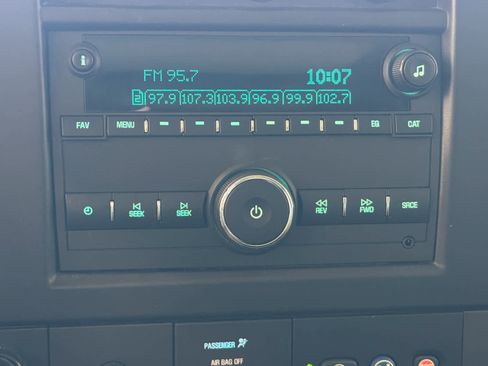 FM 95.7 10:07
2 97.9 107.3 103.9 96.9 99.9 102.7
FAV MENU EQ CAT
SEEK SEEK REV FWD SRCE
PASSENGER
AIR BAG OFF